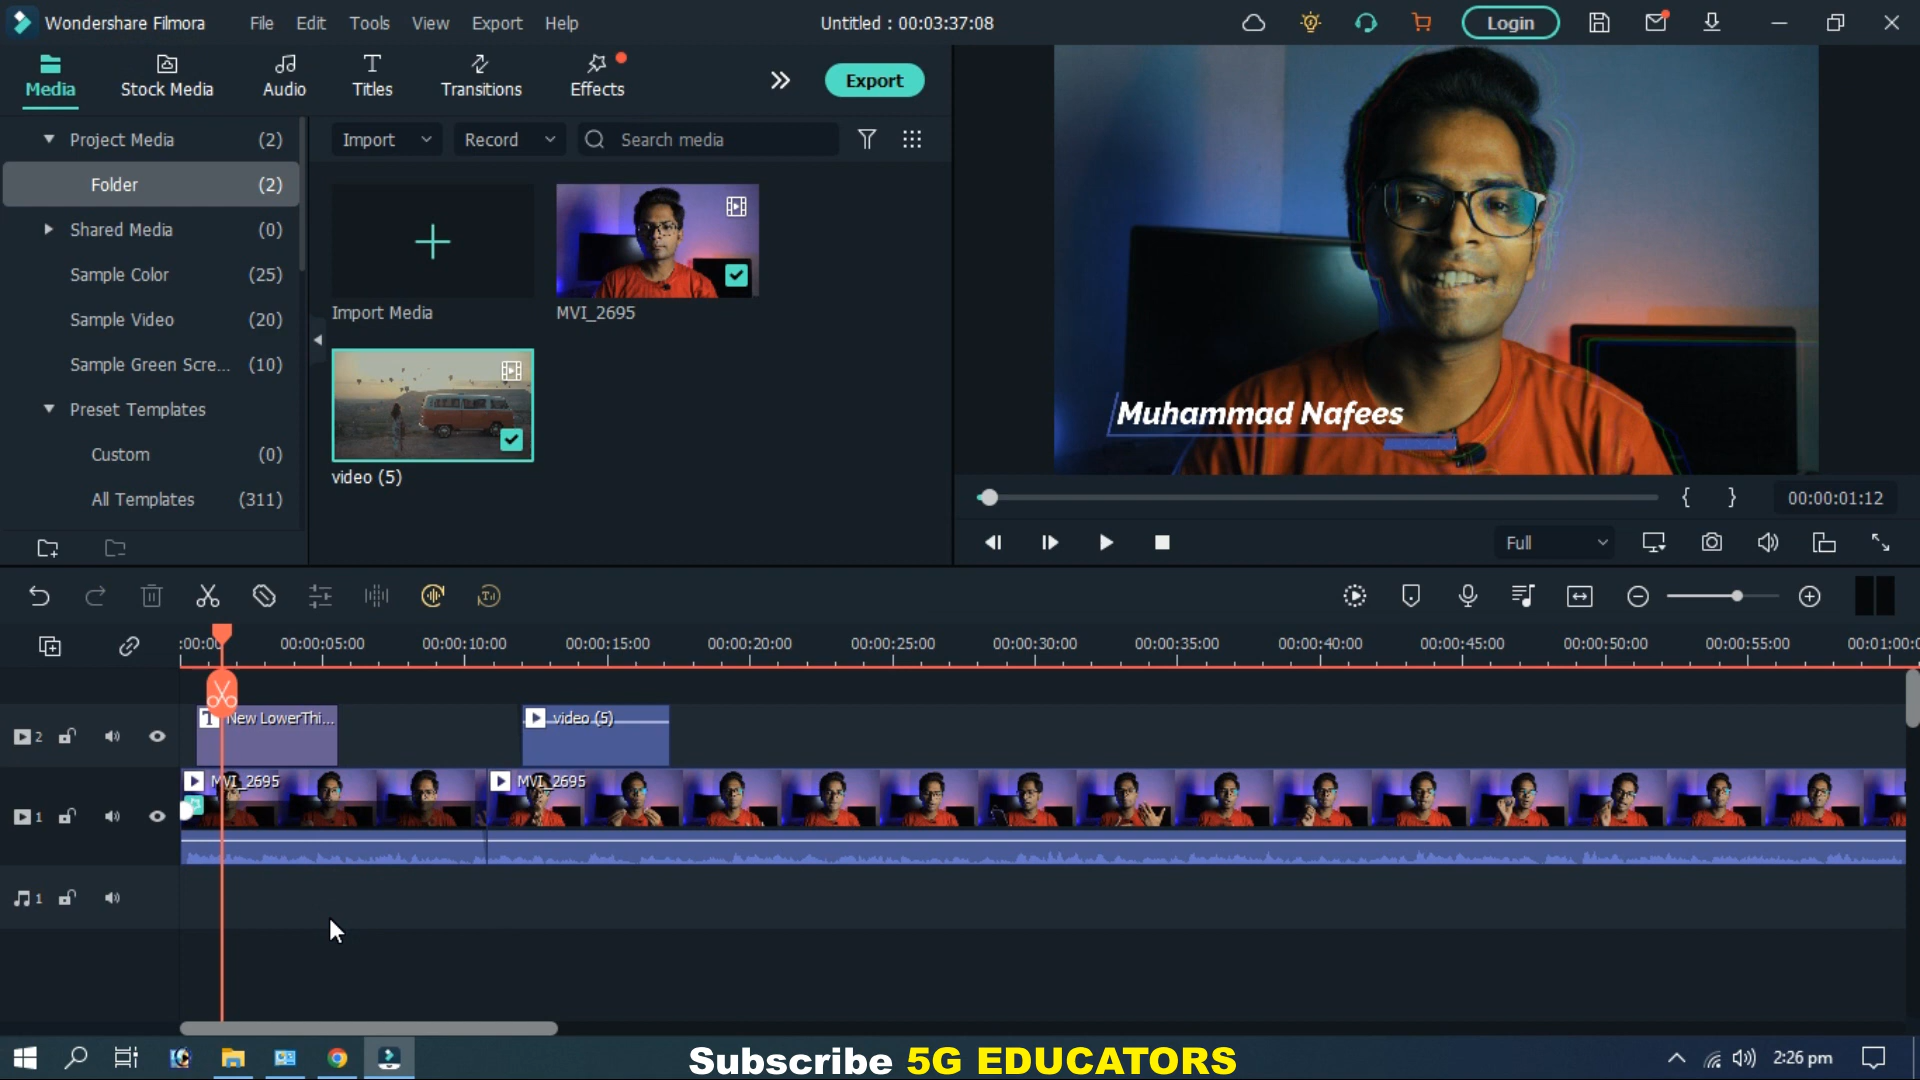 Wondershare Filmora
File Edit Tools View Export Help
Untitled : 00:03:37:08
Login
Media
Stock Media
Audio
Titles
Transitions
Effects
Export
Project Media (2)
Folder (2)
Shared Media (0)
Sample Color (25)
Sample Video (20)
Sample Green Scre... (10)
Preset Templates
Custom (0)
All Templates (311)
Import
Record
Search media
Import Media
MVI_2695
video (5)
Muhammad Nafees
{ } 00:00:01:12
Full
00:00:05:00 00:00:10:00 00:00:15:00 00:00:20:00 00:00:25:00 00:00:30:00 00:00:35:00 00:00:40:00 00:00:45:00 00:00:50:00 00:00:55:00
2
New LowerThi...
video (5)
1
MVI_2695
MVI_2695
1
Subscribe 5G EDUCATORS
2:26 pm